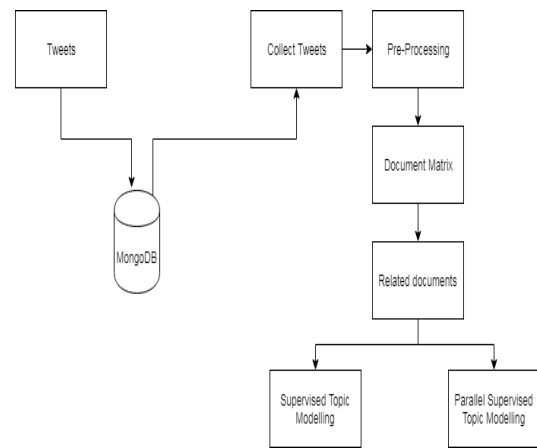 Tweets
Collect Tweets
Pre-Processing
Document Matrix
MongoDB
Related documents
Supervised Topic
Modelling
Parallel Supervised
Topic Modelling